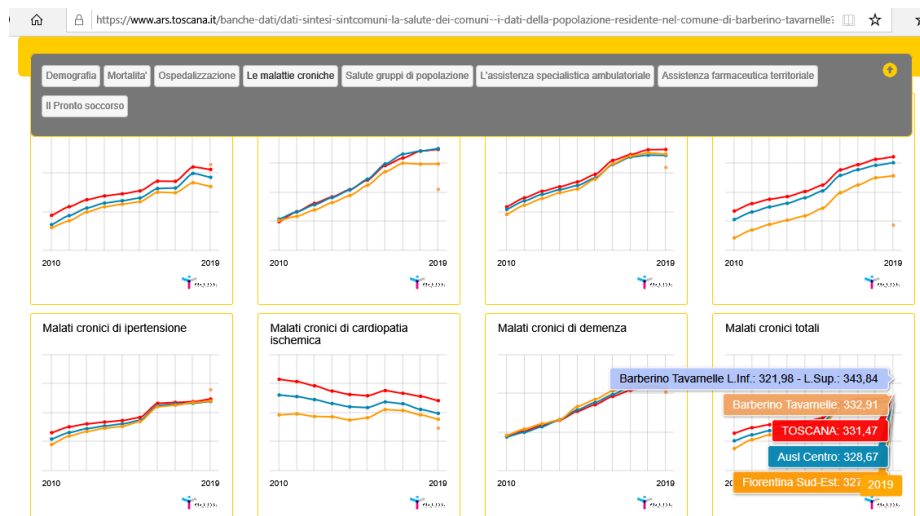 https://www.ars.toscana.it/banche-dati/dati-sintesi-sintcomuni-la-salute-dei-comuni--i-dati-della-popolazione-residente-nel-comune-di-barberino-tavarnelle?
Demografia Mortalita' Ospedalizzazione Le malattie croniche Salute gruppi di popolazione L'assistenza specialistica ambulatoriale Assistenza farmaceutica territoriale
Il Pronto soccorso
2010 2019 2010 2019 2010 2019 2010 2019
Malati cronici di ipertensione
Malati cronici di cardiopatia
ischemica
Malati cronici di demenza
Malati cronici totali
Barberino Tavarnelle L.Inf.: 321,98 - L.Sup.: 343,84
Barberino Tavarnelle: 332,91
TOSCANA: 331,47
Ausl Centro: 328,67
Fiorentina Sud-Est: 327
2010 2019 2010 2019 2010 2019 2019